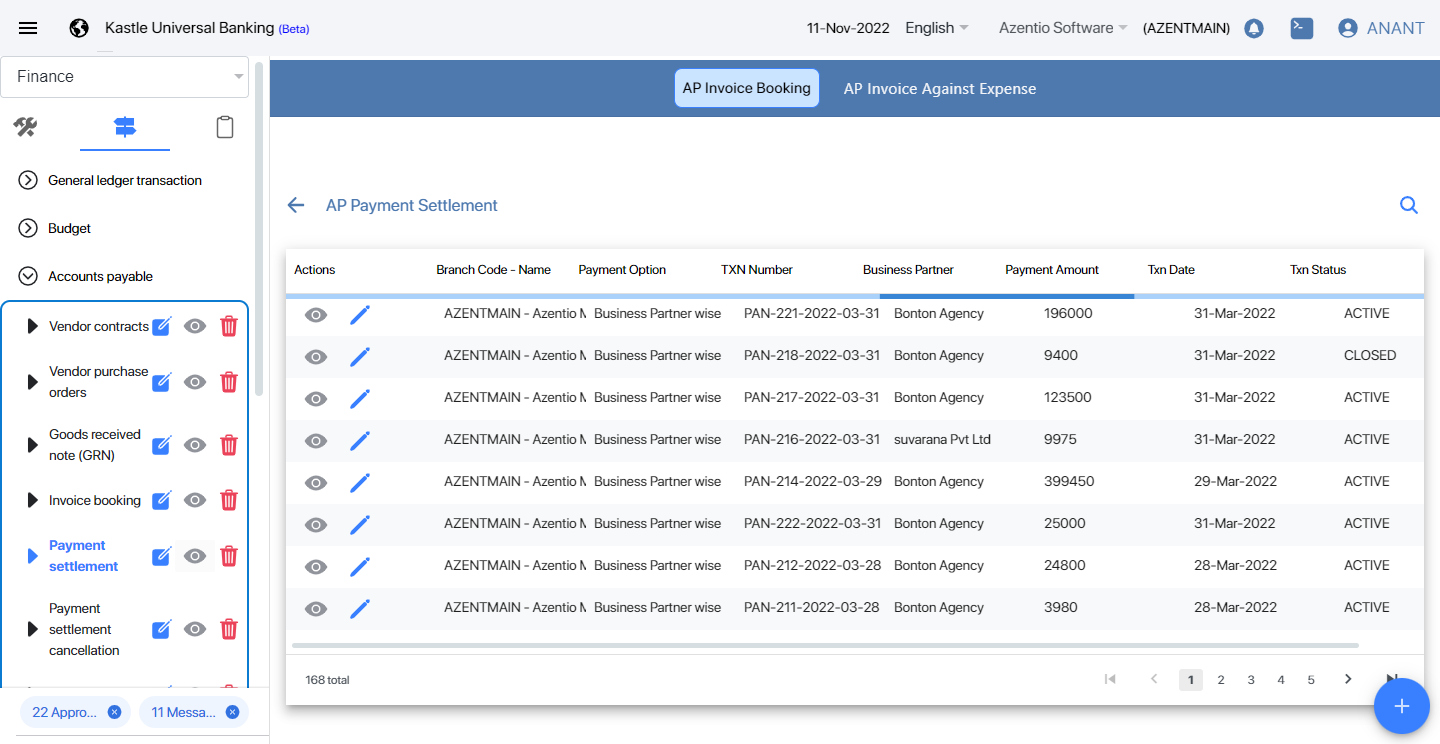 Kastle Universal Banking (Beta)
11-Nov-2022 English Azentio Software (AZENTMAIN) ANANT
Finance
AP Invoice Booking AP Invoice Against Expense
General ledger transaction
Budget
Accounts payable
Vendor contracts
Vendor purchase
orders
Goods received
note (GRN)
Invoice booking
Payment
settlement
Payment
settlement
cancellation
22 Appro... 11 Messa...
AP Payment Settlement
Actions Branch Code - Name Payment Option TXN Number Business Partner Payment Amount Txn Date Txn Status
AZENTMAIN - Azentio M Business Partner wise PAN-221-2022-03-31 Bonton Agency 196000 31-Mar-2022 ACTIVE
AZENTMAIN - Azentio M Business Partner wise PAN-218-2022-03-31 Bonton Agency 9400 31-Mar-2022 CLOSED
AZENTMAIN - Azentio M Business Partner wise PAN-217-2022-03-31 Bonton Agency 123500 31-Mar-2022 ACTIVE
AZENTMAIN - Azentio M Business Partner wise PAN-216-2022-03-31 suvarana Pvt Ltd 9975 31-Mar-2022 ACTIVE
AZENTMAIN - Azentio M Business Partner wise PAN-214-2022-03-29 Bonton Agency 399450 29-Mar-2022 ACTIVE
AZENTMAIN - Azentio M Business Partner wise PAN-222-2022-03-31 Bonton Agency 25000 31-Mar-2022 ACTIVE
AZENTMAIN - Azentio M Business Partner wise PAN-212-2022-03-28 Bonton Agency 24800 28-Mar-2022 ACTIVE
AZENTMAIN - Azentio M Business Partner wise PAN-211-2022-03-28 Bonton Agency 3980 28-Mar-2022 ACTIVE
168 total 1 2 3 4 5